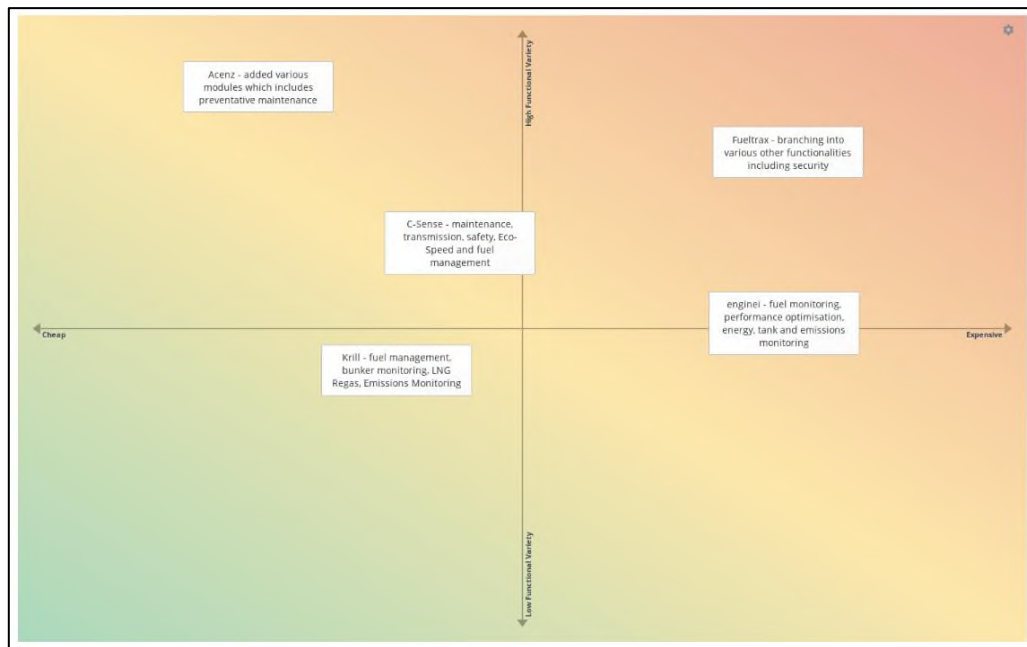 High Functional Variety
Acenz - added various
modules which includes
preventative maintenance
Fueltrax - branching into
various other functionalities
including security
C-Sense - maintenance,
transmission, safety, Eco-
Speed and fuel
management
enginei - fuel monitoring,
performance optimisation,
energy, tank and emissions
monitoring
Cheap
Expensive
Krill - fuel management,
bunker monitoring, LNG
Regas, Emissions Monitoring
Low Functional Variety